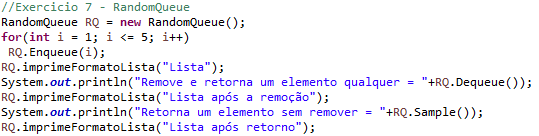 //Exercicio 7 - RandomQueue
RandomQueue RQ = new RandomQueue();
for(int i = 1; i <= 5; i++)
 RQ.Enqueue(i);
RQ.imprimeFormatoLista("Lista");
System.out.println("Remove e retorna um elemento qualquer = "+RQ.Dequeue());
RQ.imprimeFormatoLista("Lista após a remoção");
System.out.println("Retorna um elemento sem remover = "+RQ.Sample());
RQ.imprimeFormatoLista("Lista após retorno");